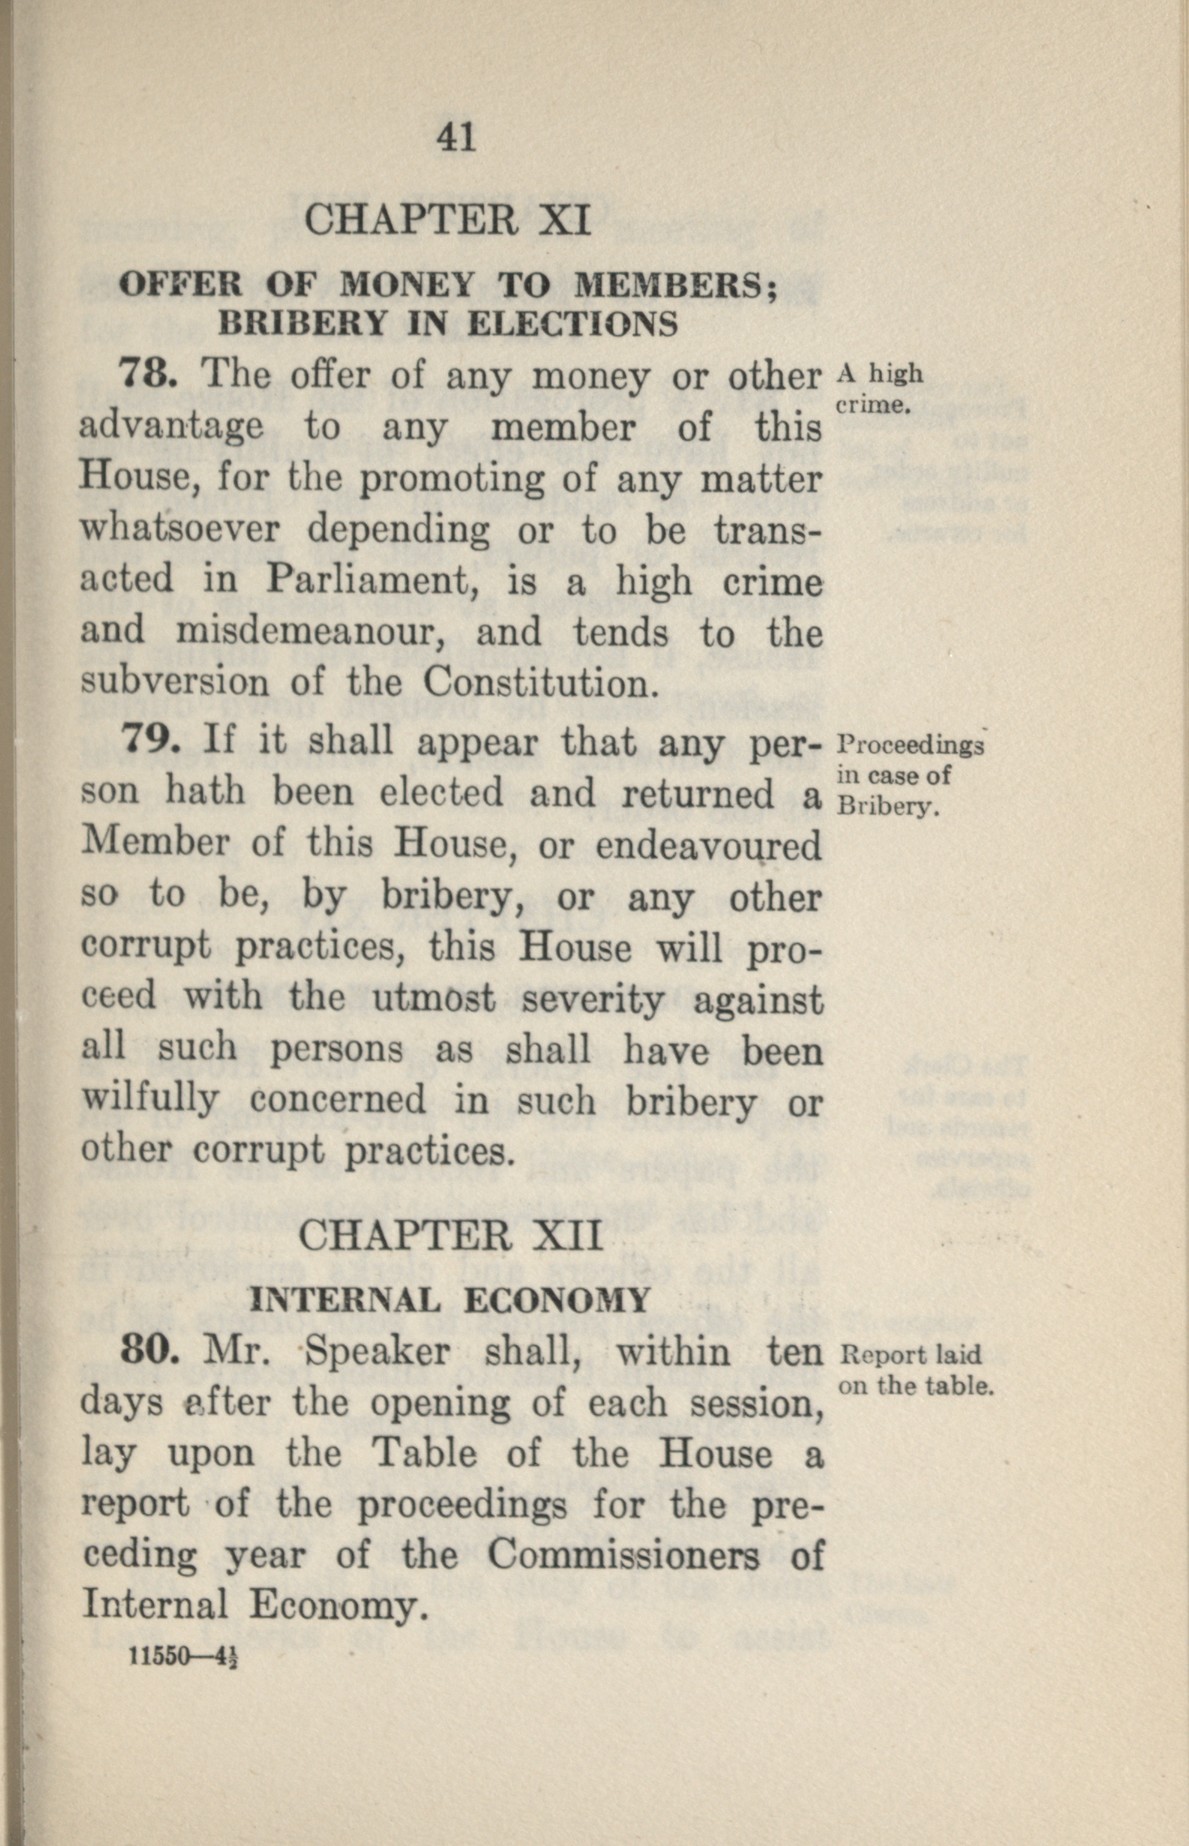 41
CHAPTER XI
OFFER OF MONEY TO MEMBERS;
BRIBERY IN ELECTIONS
78. The offer of any money or other
advantage to any member of this
House, for the promoting of any matter
whatsoever depending or to be trans-
acted in Parliament, is a high crime
and misdemeanour, and tends to the
subversion of the Constitution.
A high
crime.
79. If it shall appear that any per-
son hath been elected and returned a
Member of this House, or endeavoured
so to be, by bribery, or any other
corrupt practices, this House will pro-
ceed with the utmost severity against
all such persons as shall have been
wilfully concerned in such bribery or
other corrupt practices.
Proceedings
in case of
Bribery.
CHAPTER XII
INTERNAL ECONOMY
80. Mr. Speaker shall, within ten
days after the opening of each session,
lay upon the Table of the House a
report of the proceedings for the pre-
ceding year of the Commissioners of
Internal Economy.
Report laid
on the table.
11550—4½